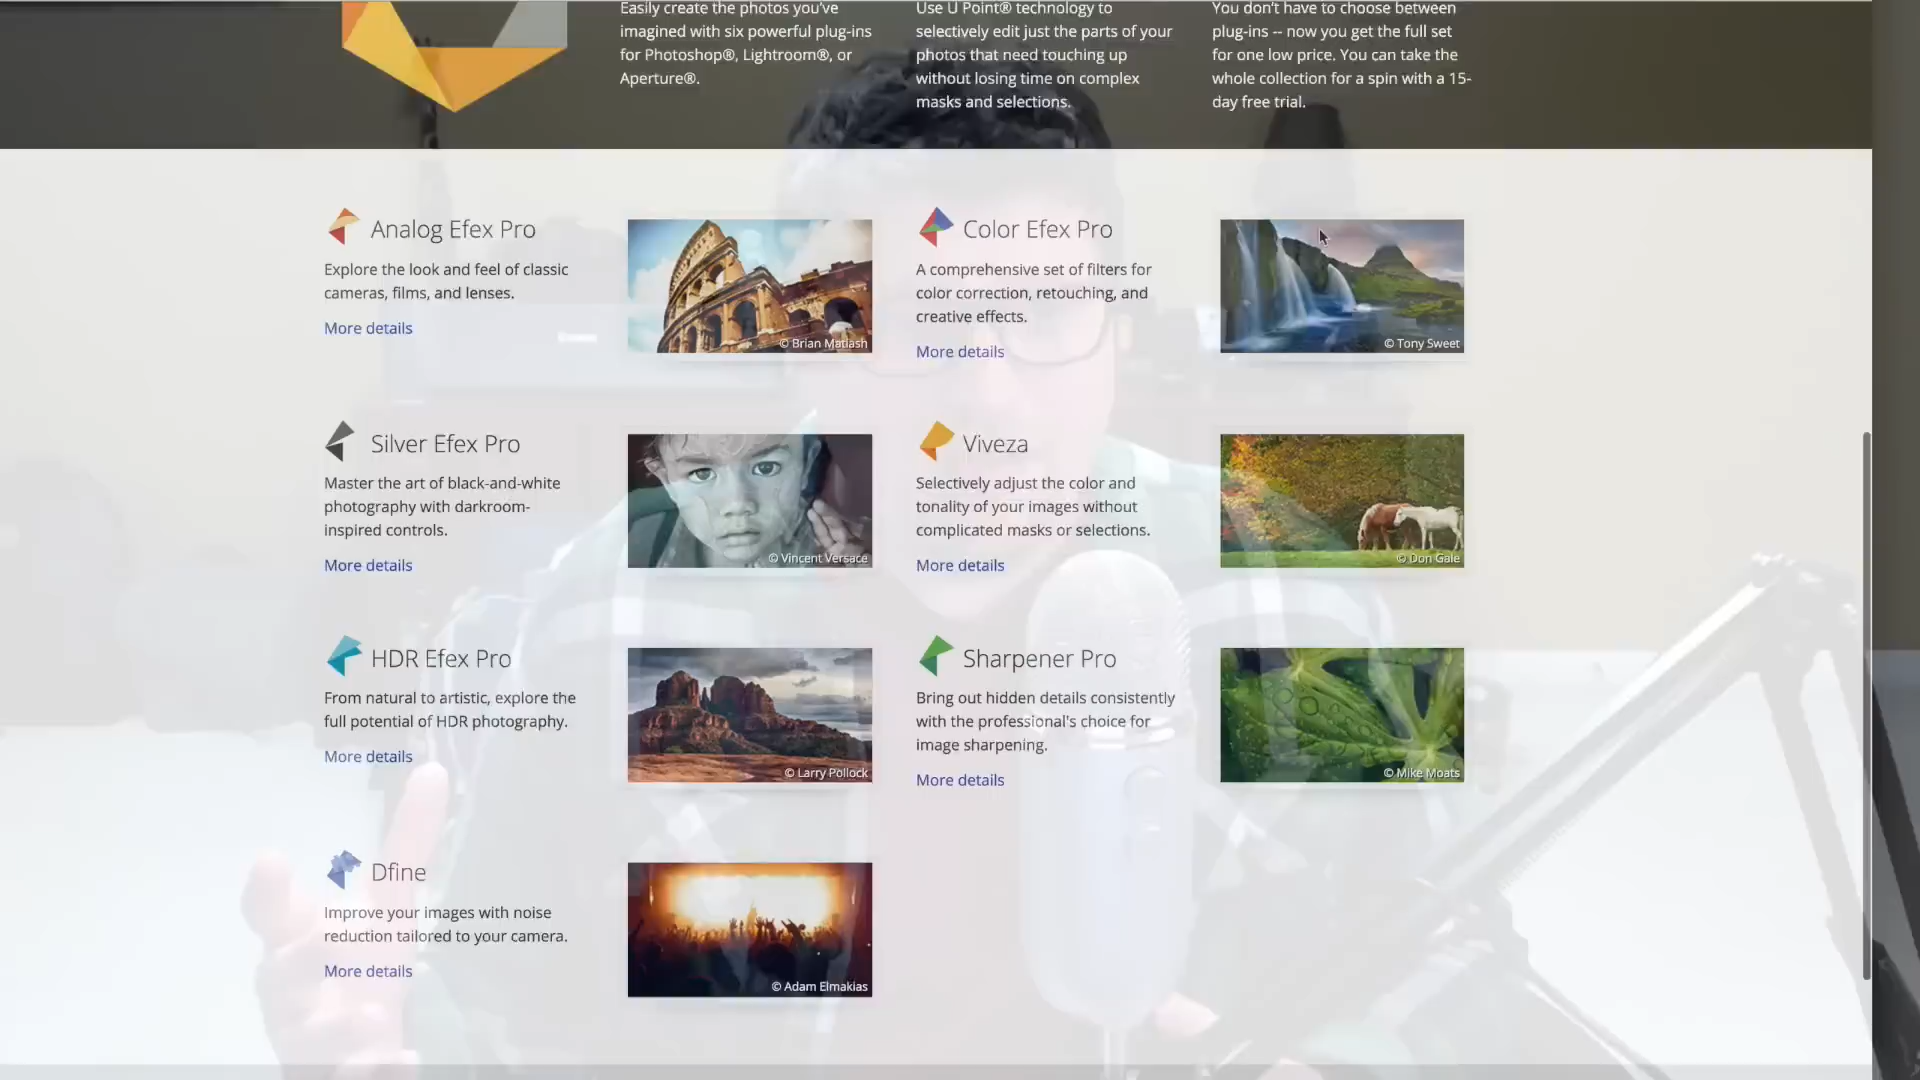 Easily create the photos you've
imagined with six powerful plug-ins
for Photoshop®, Lightroom®, or
Aperture®.
Use U Point® technology to
selectively edit just the parts of your
photos that need touching up
without losing time on complex
masks and selections.
You don't have to choose between
plug-ins -- now you get the full set
for one low price. You can take the
whole collection for a spin with a 15-
day free trial.
Analog Efex Pro
Explore the look and feel of classic
cameras, films, and lenses.
More details
© Brian Matiash
Color Efex Pro
A comprehensive set of filters for
color correction, retouching, and
creative effects.
More details
© Tony Sweet
Silver Efex Pro
Master the art of black-and-white
photography with darkroom-
inspired controls.
More details
© Vincent Versace
Viveza
Selectively adjust the color and
tonality of your images without
complicated masks or selections.
More details
© Don Gale
HDR Efex Pro
From natural to artistic, explore the
full potential of HDR photography.
More details
© Larry Pollock
Sharpener Pro
Bring out hidden details consistently
with the professional's choice for
image sharpening.
More details
© Mike Moats
Dfine
Improve your images with noise
reduction tailored to your camera.
More details
© Adam Elmakias